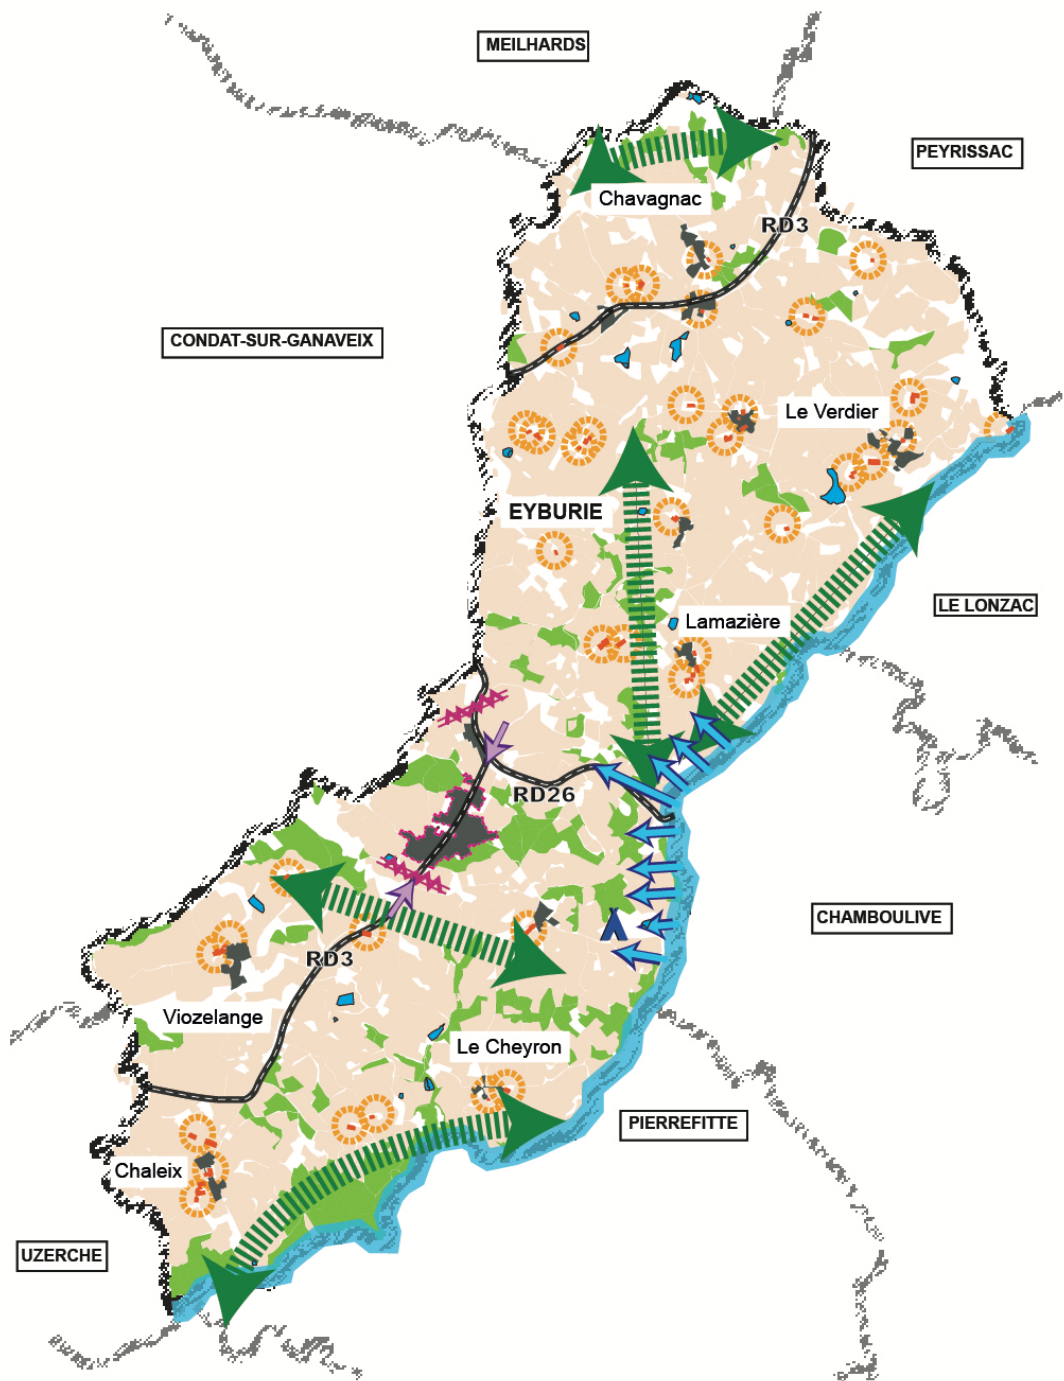 MEILHARDS
PEYRISSAC
Chavagnac
RD3
CONDAT-SUR-GANAVEIX
Le Verdier
EYBURIE
LE LONZAC
Lamazière
RD26
CHAMBOULIVE
RD3
Viozelange
Le Cheyron
PIERREFITTE
Chaleix
UZERCHE